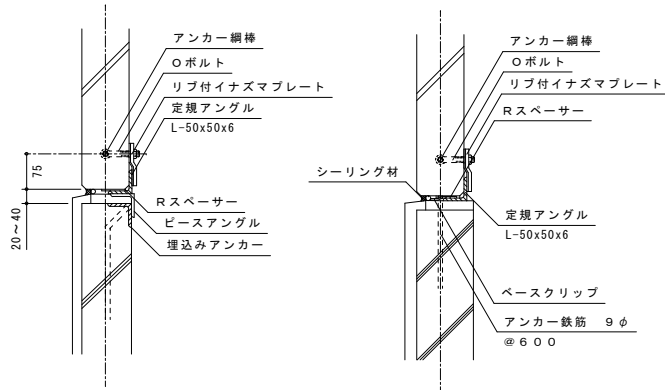 アンカー綱棒
Oボルト
リブ付イナズマプレート
定規アングル
L-50x50x6
75
20～40
Rスペーサー
ピースアングル
埋込みアンカー
アンカー綱棒
Oボルト
リブ付イナズマプレート
Rスペーサー
シーリング材
定規アングル
L-50x50x6
ベースクリップ
アンカー鉄筋 9φ
@600